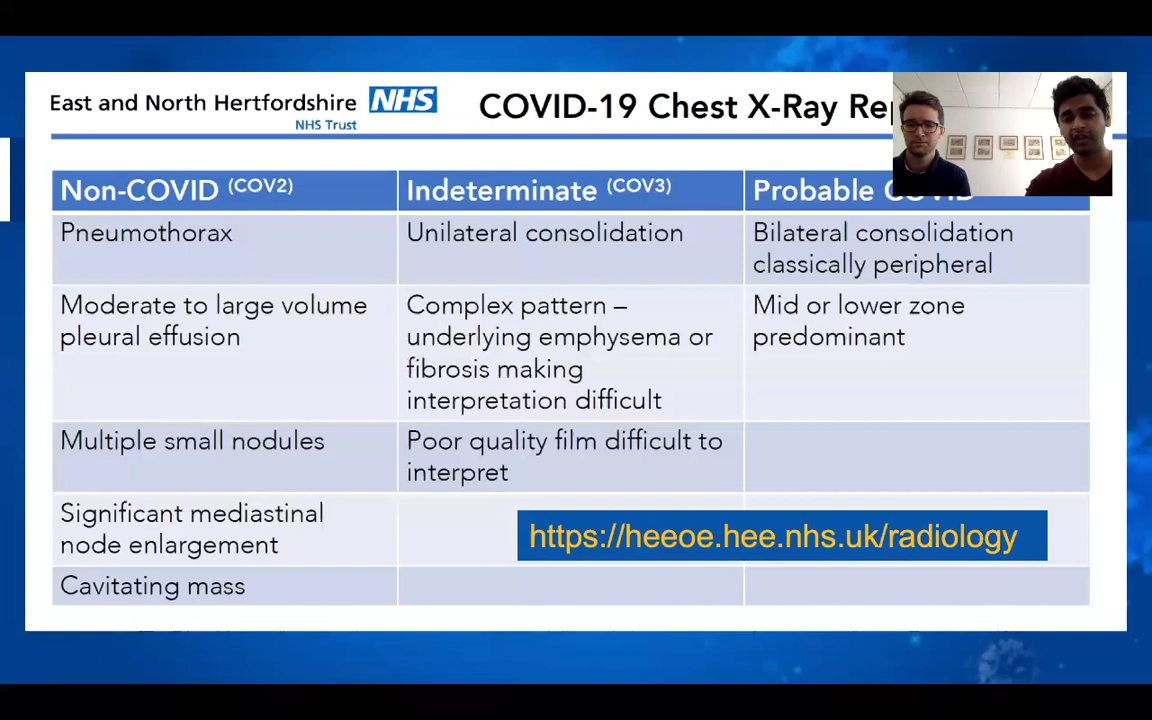 East and North Hertfordshire NHS
NHS Trust
COVID-19 Chest X-Ray
Non-COVID (COV2)
Indeterminate (COV3)
Probable COVID
Pneumothorax
Unilateral consolidation
Bilateral consolidation
classically peripheral
Moderate to large volume
pleural effusion
Complex pattern –
underlying emphysema or
fibrosis making
interpretation difficult
Mid or lower zone
predominant
Multiple small nodules
Poor quality film difficult to
interpret
Significant mediastinal
node enlargement
https://heeoe.hee.nhs.uk/radiology
Cavitating mass